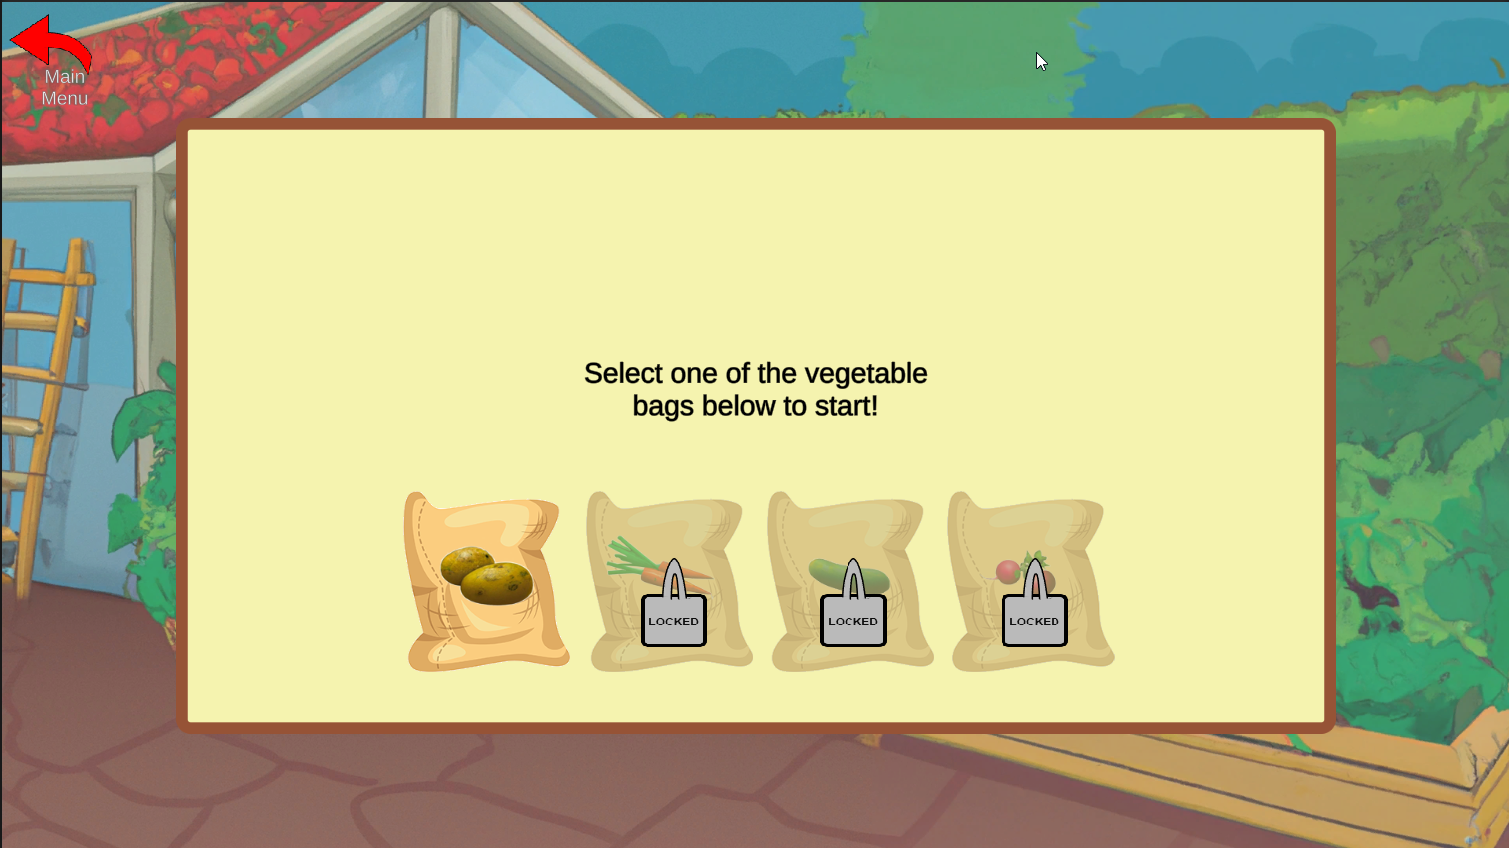 Main
Menu
Select one of the vegetable
bags below to start!
LOCKED
LOCKED
LOCKED